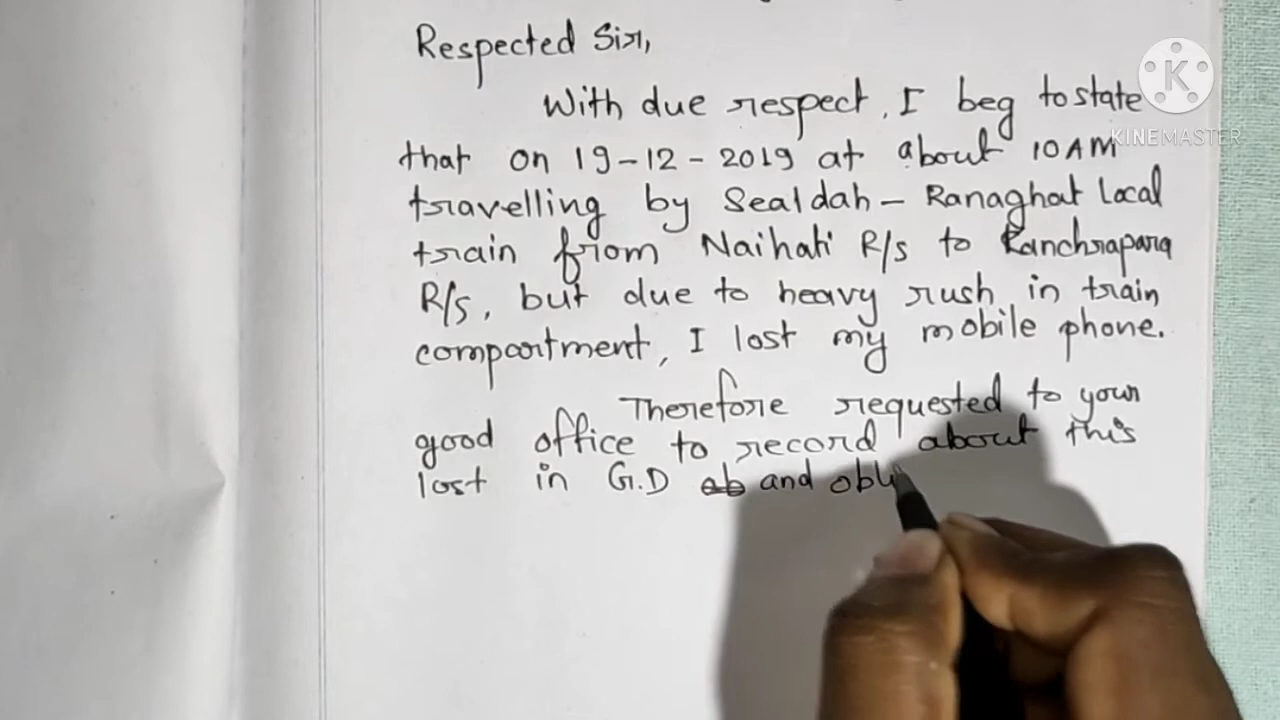 Respected Sir,
With due respect, I beg to state
that on 19-12-2019 at about 10AM
travelling by Sealdah - Ranaghat local
train from Naihati R/s to Kanchrapara
R/s, but due to heavy rush in train
compartment, I lost my mobile phone.
Therefore requested to your
good office to record about this
lost in G.D and obli
K
KINEMASTER